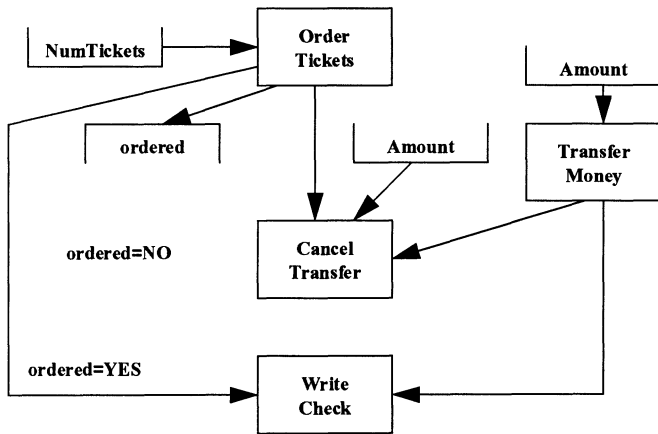 Order
Tickets
NumTickets
Amount
ordered
Amount
Transfer
Money
ordered=NO
Cancel
Transfer
ordered=YES
Write
Check